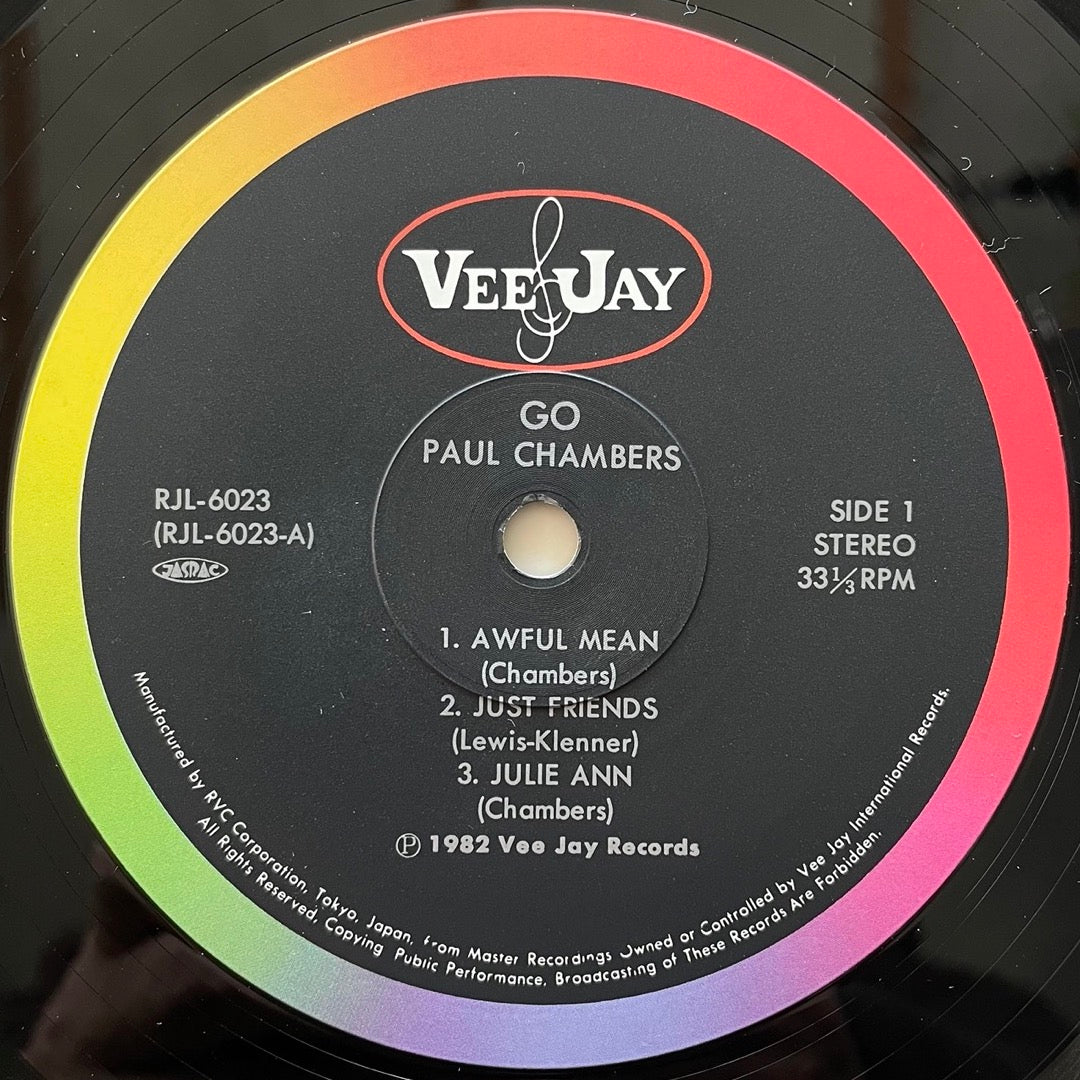 VEE JAY
GO
PAUL CHAMBERS
RJL-6023
(RJL-6023-A)
JASRAC
SIDE 1
STEREO
33 1/3 RPM
1. AWFUL MEAN
(Chambers)
2. JUST FRIENDS
(Lewis-Klenner)
3. JULIE ANN
(Chambers)
Ⓟ 1982 Vee Jay Records
Manufactured by RVC Corporation, Tokyo, Japan, from Master Recordings Owned or Controlled by Vee Jay International Records.
All Rights Reserved, Copying Public Performance, Broadcasting of These Records Are Forbidden.